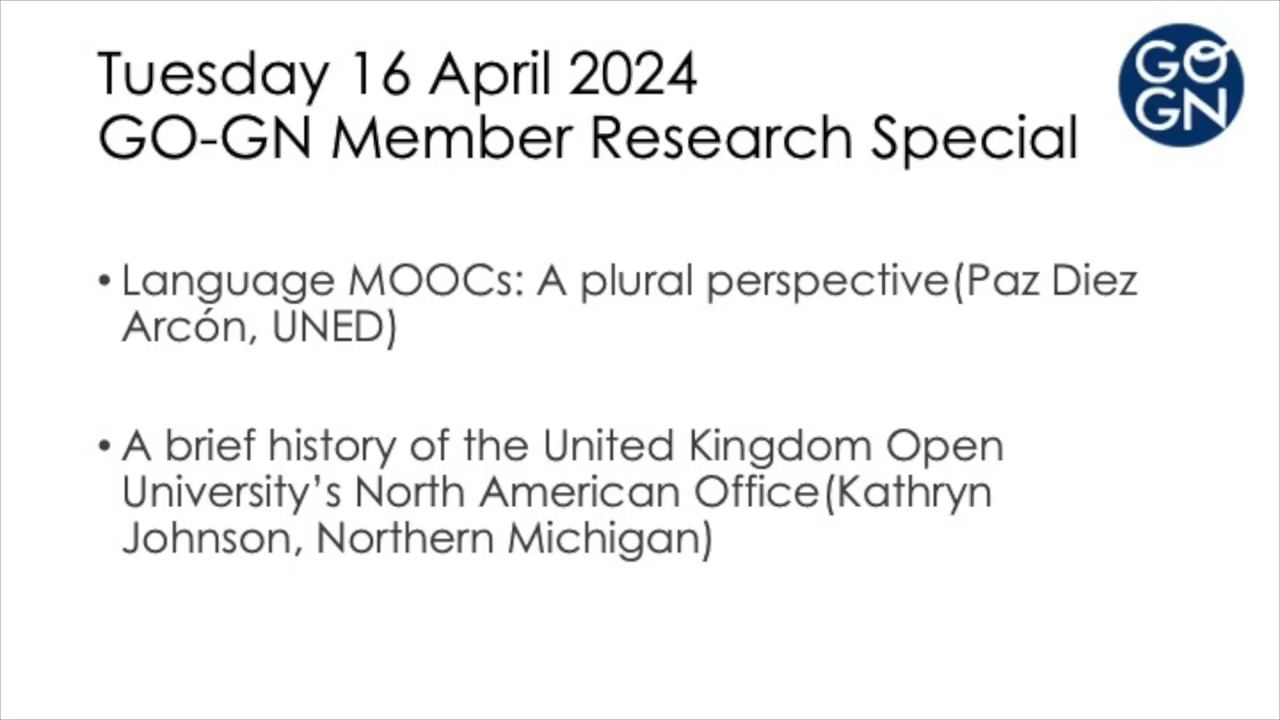 Tuesday 16 April 2024
GO-GN Member Research Special
GO
GN
• Language MOOCs: A plural perspective(Paz Diez
Arcón, UNED)
• A brief history of the United Kingdom Open
University’s North American Office(Kathryn
Johnson, Northern Michigan)